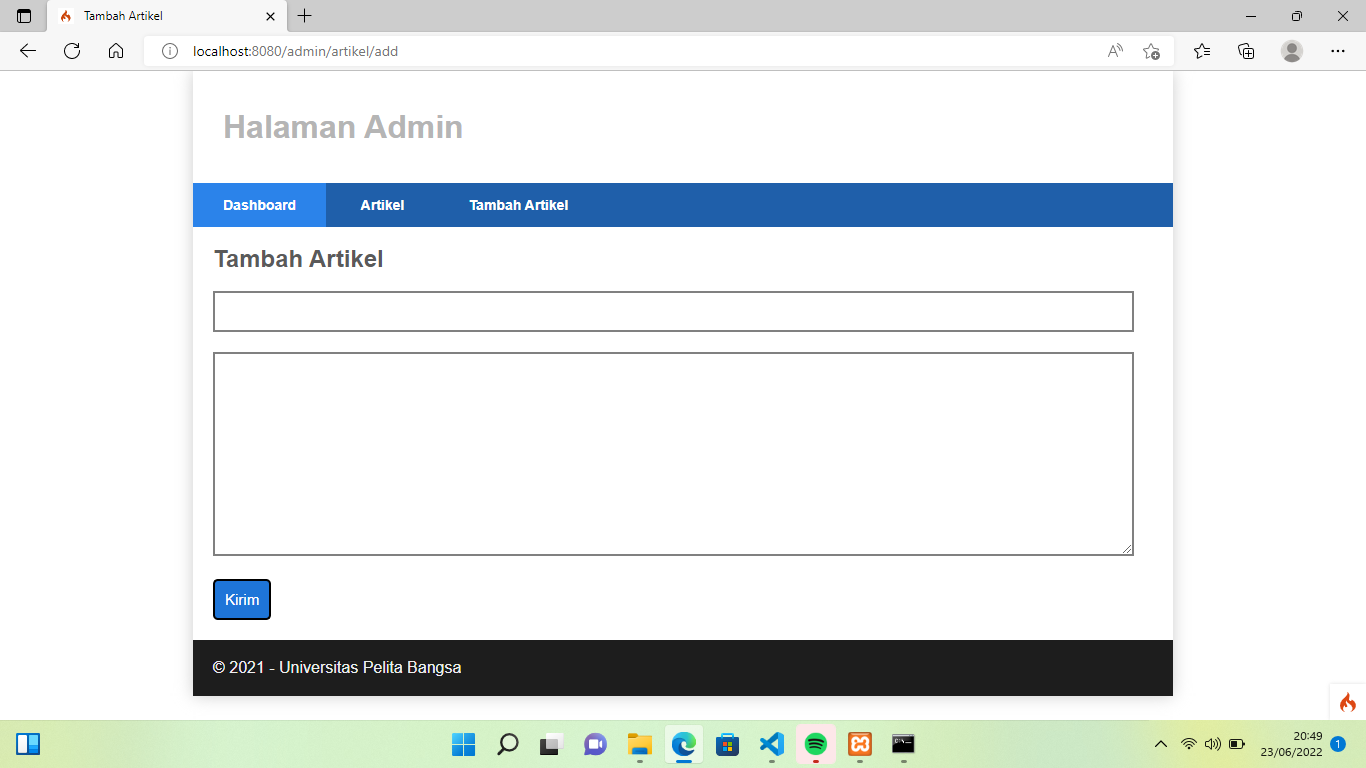 Tambah Artikel
localhost:8080/admin/artikel/add
Halaman Admin
Dashboard Artikel Tambah Artikel
Tambah Artikel
Kirim
© 2021 - Universitas Pelita Bangsa
20:49
23/06/2022
1